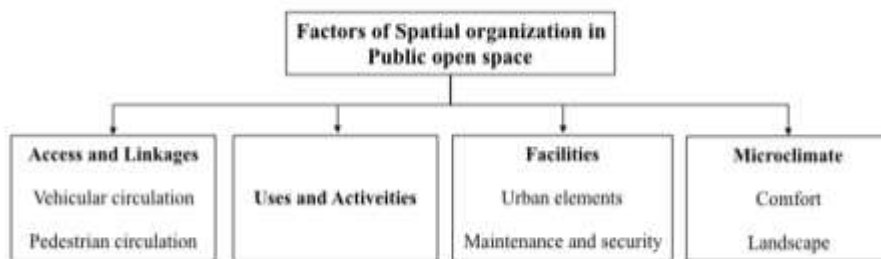 Factors of Spatial organization in
Public open space
Access and Linkages
Vehicular circulation
Pedestrian circulation
Uses and Activeities
Facilities
Urban elements
Maintenance and security
Microclimate
Comfort
Landscape